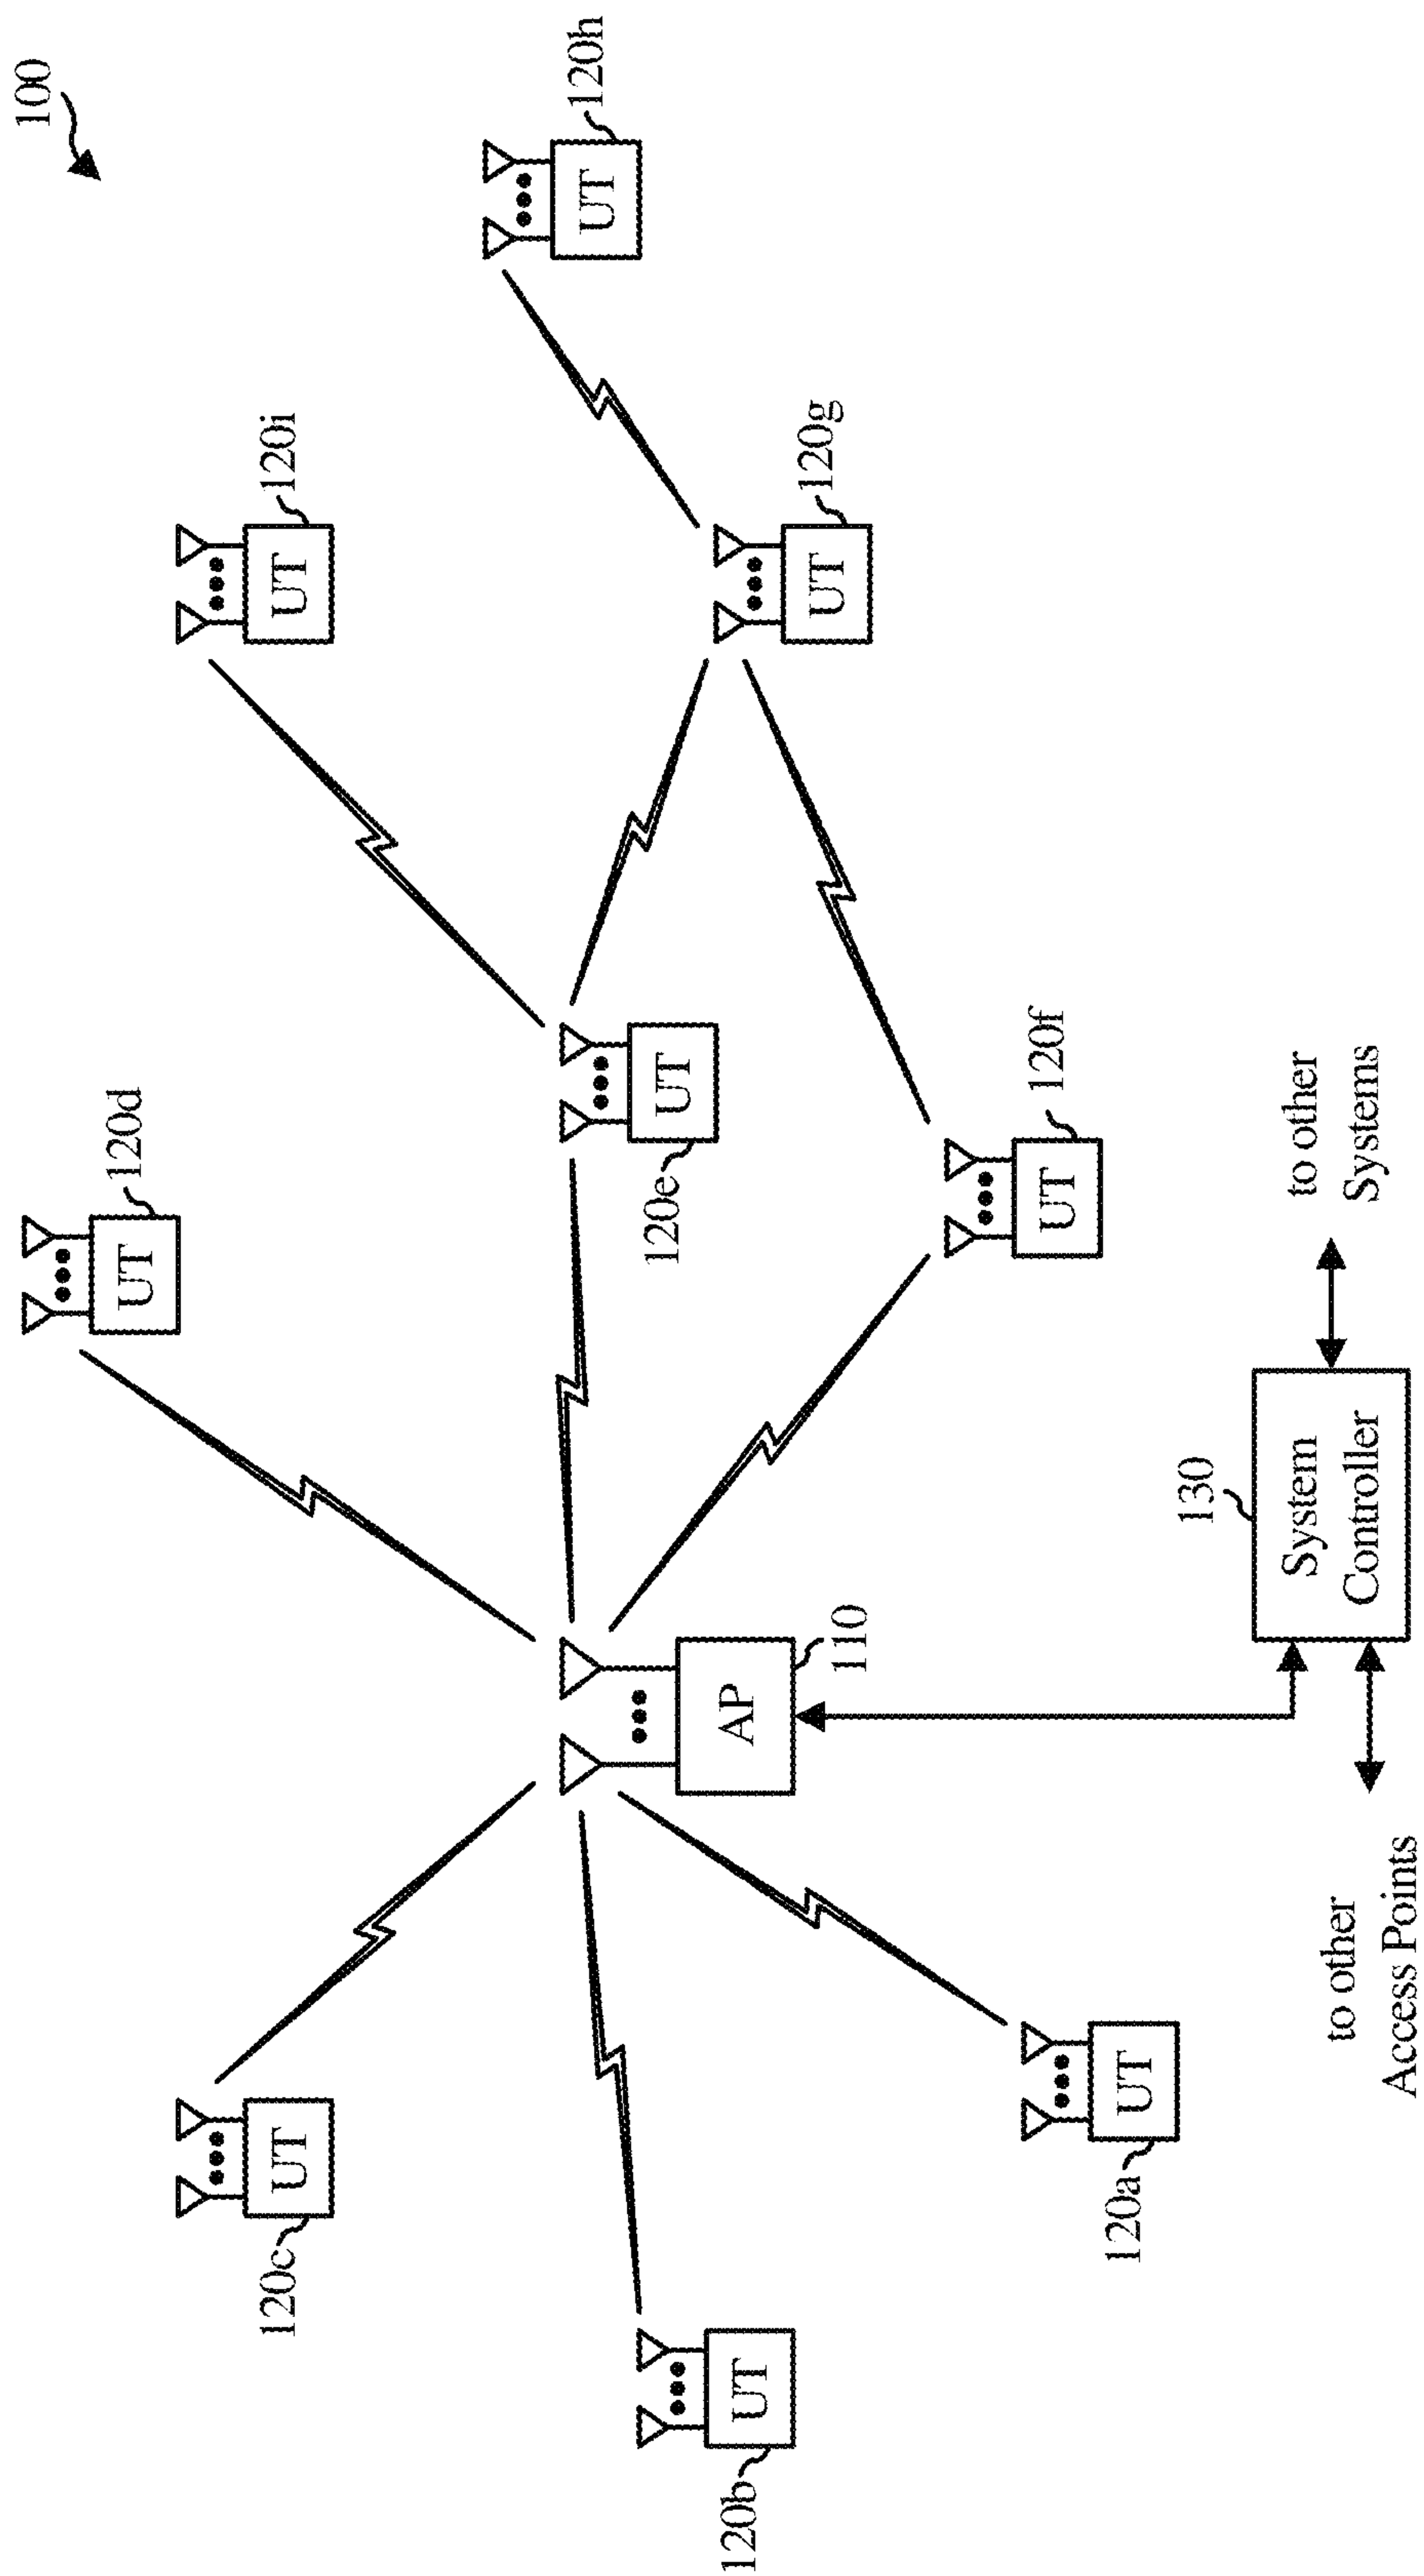 100
120d
UT
120c
UT
120i
UT
120b
UT
AP
110
120e
UT
120h
UT
120g
UT
120a
UT
120f
UT
130
System
Controller
to other
Systems
to other
Access Points